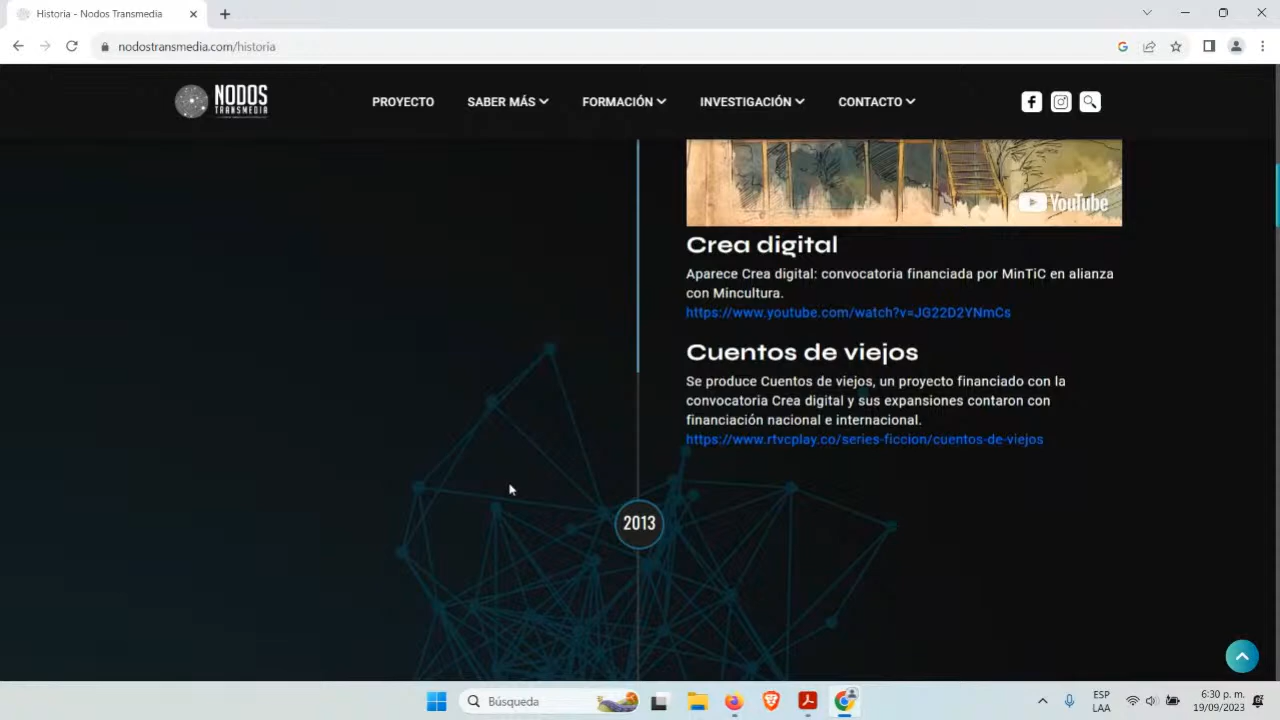 Historia - Nodos Transmedia
nodostransmedia.com/historia
NODOS
TRANSMEDIA
PROYECTO
SABER MÁS
FORMACIÓN
INVESTIGACIÓN
CONTACTO
YouTube
Crea digital
Aparece Crea digital: convocatoria financiada por MinTiC en alianza
con Mincultura.
https://www.youtube.com/watch?v=JG22D2YNmCs
Cuentos de viejos
Se produce Cuentos de viejos, un proyecto financiado con la
convocatoria Crea digital y sus expansiones contaron con
financiación nacional e internacional.
https://www.rtvcplay.co/series-ficcion/cuentos-de-viejos
2013
Búsqueda
ESP
LAA
6:30 p. m.
19/09/2023